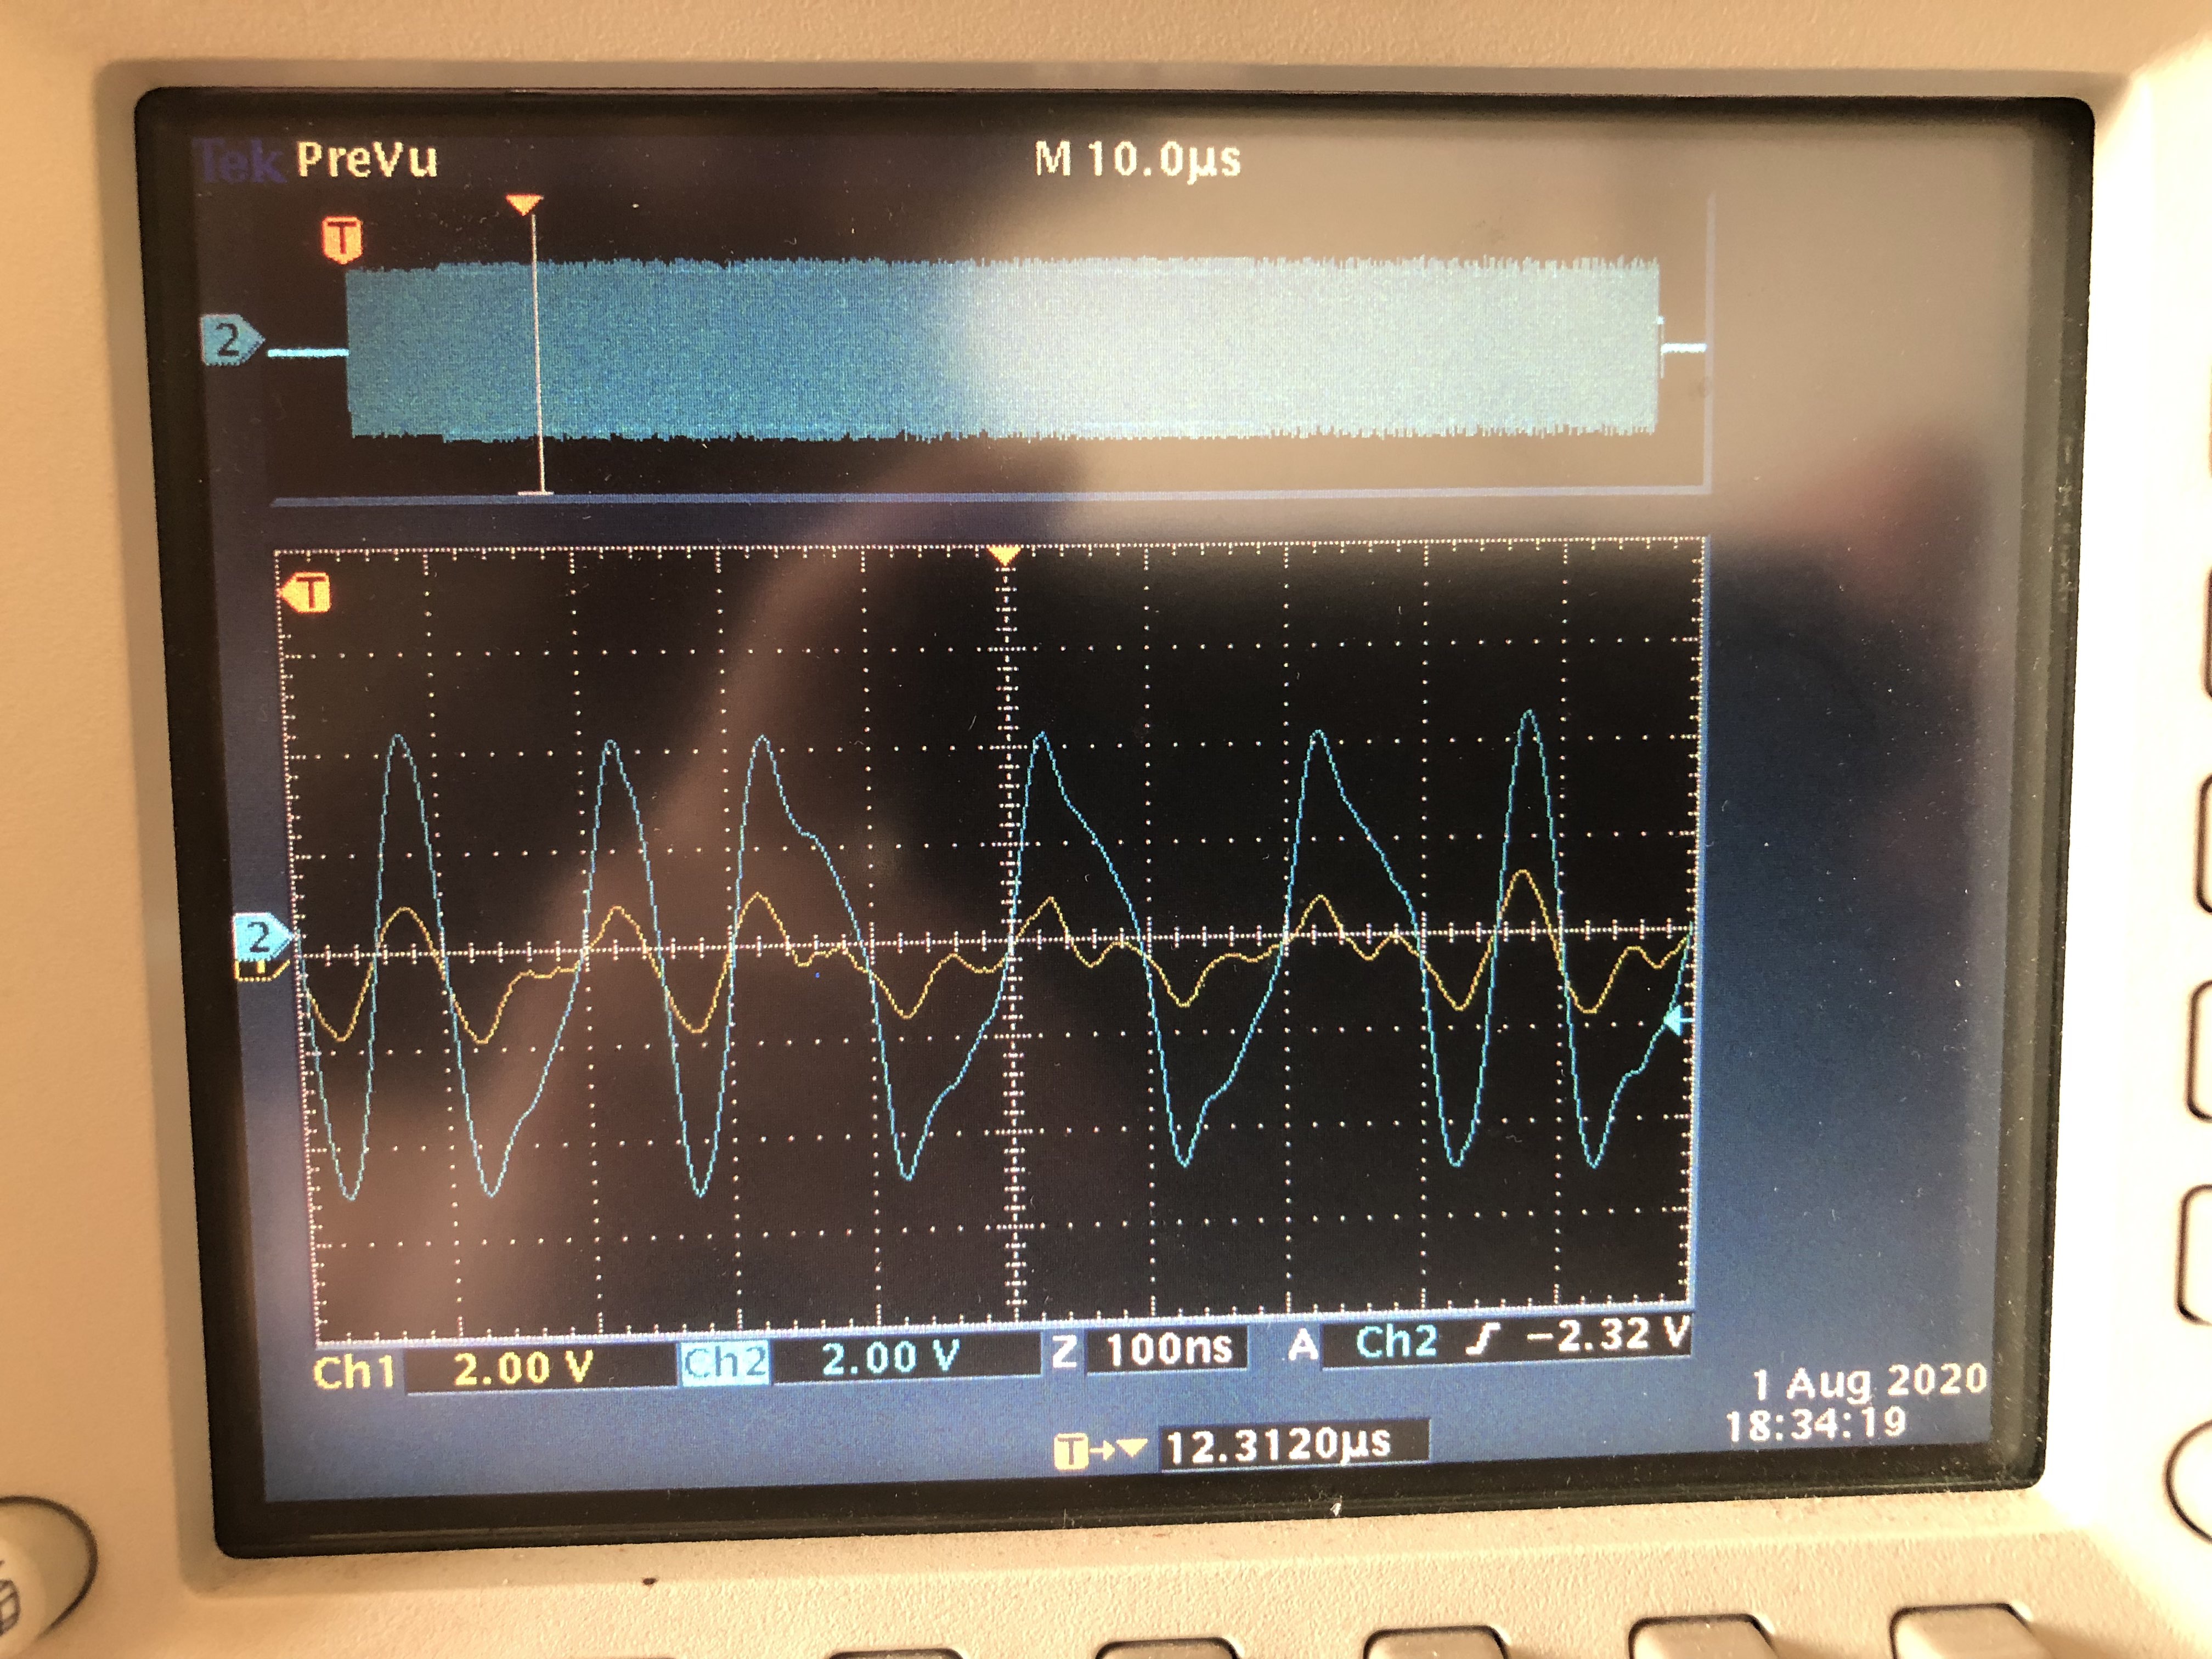 Tek PreVu M 10.0µs
T
2
T
2
1
Ch1 2.00 V Ch2 2.00 V Z 100ns A Ch2 ʃ −2.32 V
1 Aug 2020
18:34:19
T→▼ 12.3120µs